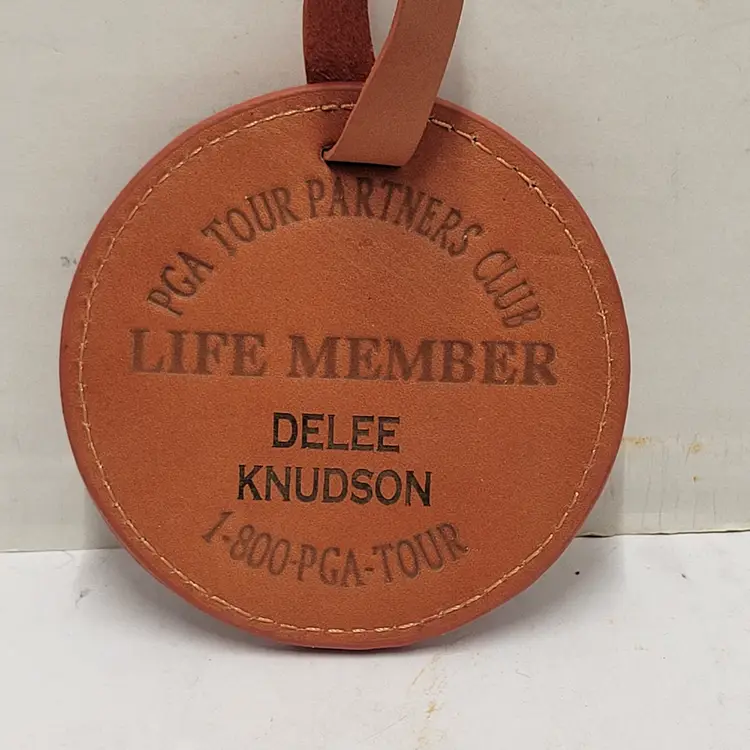 PGA TOUR PARTNERS CLUB
LIFE MEMBER
DELEE
KNUDSON
1-800-PGA-TOUR